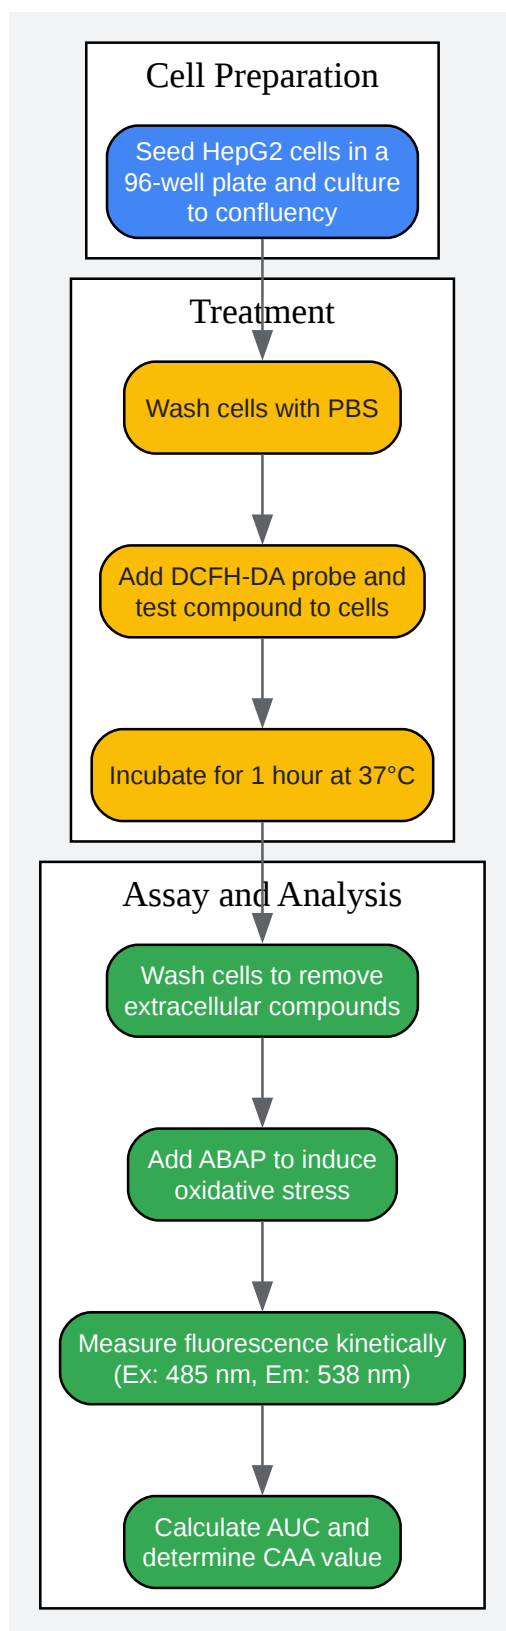 Cell Preparation
Seed HepG2 cells in a
96-well plate and culture
to confluency
Treatment
Wash cells with PBS
Add DCFH-DA probe and
test compound to cells
Incubate for 1 hour at 37°C
Assay and Analysis
Wash cells to remove
extracellular compounds
Add ABAP to induce
oxidative stress
Measure fluorescence kinetically
(Ex: 485 nm, Em: 538 nm)
Calculate AUC and
determine CAA value